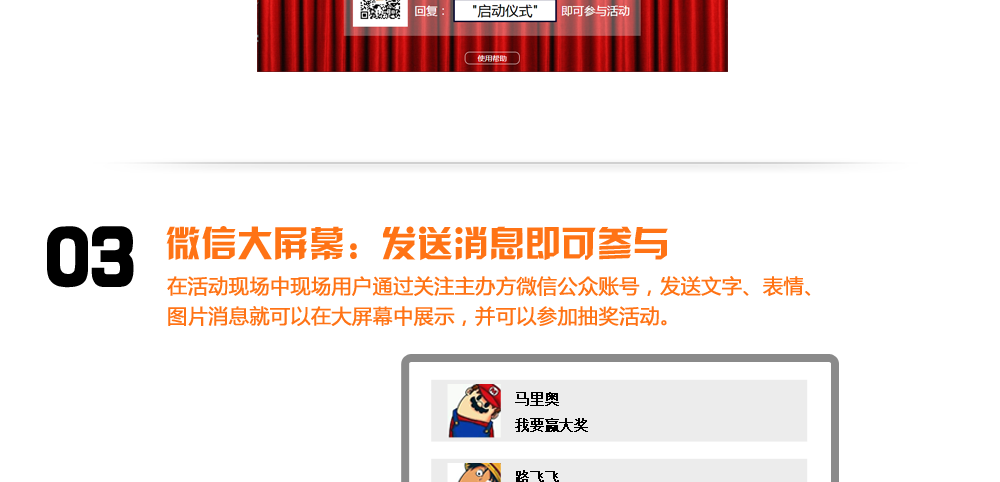 回复：
"启动仪式"
即可参与活动
使用帮助
03
微信大屏幕：发送消息即可参与
在活动现场中现场用户通过关注主办方微信公众账号，发送文字、表情、
图片消息就可以在大屏幕中展示，并可以参加抽奖活动。
马里奥
我要赢大奖
路飞飞